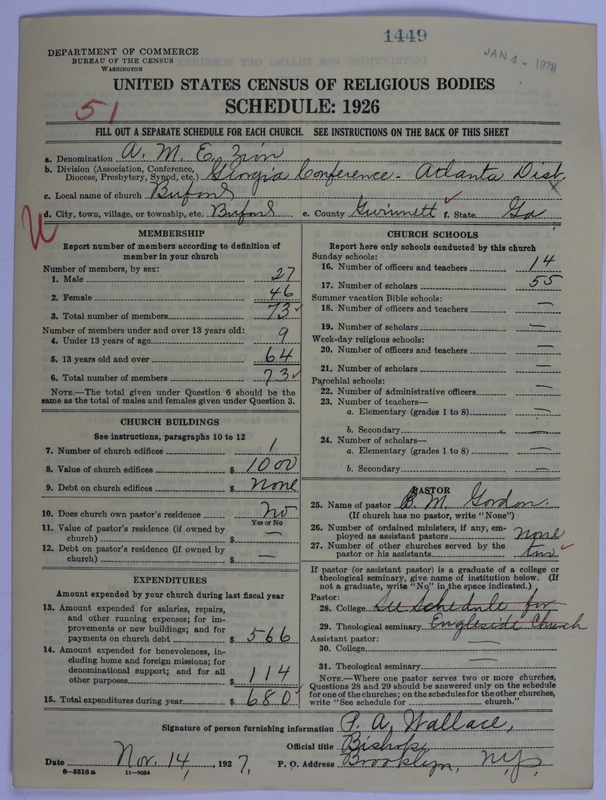 1449
JAN 4 - 1928
DEPARTMENT OF COMMERCE
BUREAU OF THE CENSUS
WASHINGTON
UNITED STATES CENSUS OF RELIGIOUS BODIES
SCHEDULE: 1926
51
FILL OUT A SEPARATE SCHEDULE FOR EACH CHURCH. SEE INSTRUCTIONS ON THE BACK OF THIS SHEET
a. Denomination A. M. E. Zion
b. Division (Association, Conference, Diocese, Presbytery, Synod, etc.) Georgia Conference - Atlanta Dist.
c. Local name of church Buford
d. City, town, village, or township, etc. Buford e. County Gwinnett f. State Ga
MEMBERSHIP
Report number of members according to definition of
member in your church
Number of members, by sex:
1. Male 27
2. Female 46
3. Total number of members 73
Number of members under and over 13 years old:
4. Under 13 years of age 9
5. 13 years old and over 64
6. Total number of members 73
NOTE.—The total given under Question 6 should be
same as the total of males and females given under Question 3.
CHURCH BUILDINGS
See instructions, paragraphs 10 to 12
7. Number of church edifices 1
8. Value of church edifices $ 1000
9. Debt on church edifices $ None
10. Does church own pastor's residence No
Yes or No
11. Value of pastor's residence (if owned by
church) $ —
12. Debt on pastor's residence (if owned by
church) $ —
EXPENDITURES
Amount expended by your church during last fiscal year
13. Amount expended for salaries, repairs,
and other running expenses; for im-
provements or new buildings; and for
payments on church debt $ 566
14. Amount expended for benevolences, in-
cluding home and foreign missions; for
denominational support; and for all
other purposes $ 114
15. Total expenditures during year $ 680
CHURCH SCHOOLS
Report here only schools conducted by this church
Sunday schools:
16. Number of officers and teachers 14
17. Number of scholars 55
Summer vacation Bible schools:
18. Number of officers and teachers —
19. Number of scholars —
Week-day religious schools:
20. Number of officers and teachers —
21. Number of scholars —
Parochial schools:
22. Number of administrative officers —
23. Number of teachers—
a. Elementary (grades 1 to 8) —
b. Secondary —
24. Number of scholars—
a. Elementary (grades 1 to 8) —
b. Secondary —
PASTOR
25. Name of pastor B. M. Gordon
(If church has no pastor, write "None")
26. Number of ordained ministers, if any, em-
ployed as assistant pastors None
27. Number of other churches served by the
pastor or his assistants two
If pastor (or assistant pastor) is a graduate of a college or
theological seminary, give name of institution below. (If
not a graduate, write "No" in the space indicated.)
Pastor:
28. College See Schedule for
29. Theological seminary Engleside Church
Assistant pastor:
30. College
31. Theological seminary —
NOTE.—Where one pastor serves two or more churches,
Questions 28 and 29 should be answered only on the schedule
for one of the churches; on the schedules for the other churches,
write "See schedule for church."
Signature of person furnishing information P. A. Wallace,
Official title Bishop,
Date Nov. 14, 1927, P. O. Address Brooklyn, N.Y.
8—5518a 11—9094